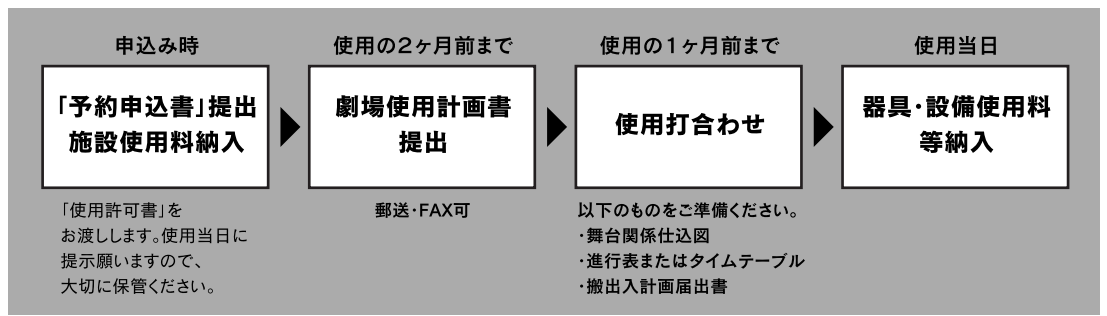 申込み時
「予約申込書」提出
施設使用料納入
「使用許可書」を
お渡しします。使用当日に
提示願いますので、
大切に保管ください。
使用の2ヶ月前まで
劇場使用計画書
提出
郵送・FAX可
使用の1ヶ月前まで
使用打合わせ
以下のものをご準備ください。
・舞台関係仕込図
・進行表またはタイムテーブル
・搬出入計画届出書
使用当日
器具・設備使用料
等納入